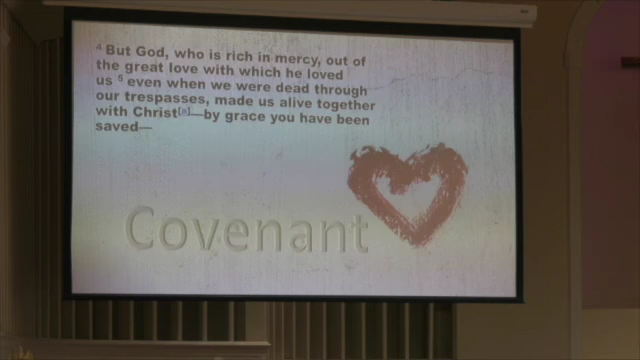 4 But God, who is rich in mercy, out of
the great love with which he loved
us 5 even when we were dead through
our trespasses, made us alive together
with Christ[a]—by grace you have been
saved—
Covenant